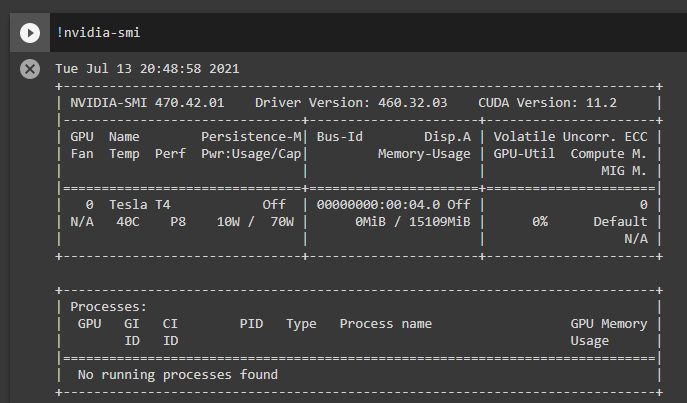 !nvidia-smi
Tue Jul 13 20:48:58 2021
+-----------------------------------------------------------------------------+
| NVIDIA-SMI 470.42.01    Driver Version: 460.32.03    CUDA Version: 11.2     |
|-------------------------------+----------------------+----------------------+
| GPU  Name        Persistence-M| Bus-Id        Disp.A | Volatile Uncorr. ECC |
| Fan  Temp  Perf  Pwr:Usage/Cap|         Memory-Usage | GPU-Util  Compute M. |
|                               |                      |               MIG M. |
|===============================+======================+======================|
|   0  Tesla T4            Off  | 00000000:00:04.0 Off |                    0 |
| N/A   40C    P8    10W /  70W |      0MiB / 15109MiB |      0%      Default |
|                               |                      |                  N/A |
+-------------------------------+----------------------+----------------------+

+-----------------------------------------------------------------------------+
| Processes:                                                                  |
|  GPU   GI   CI        PID   Type   Process name                  GPU Memory |
|        ID   ID                                                   Usage      |
|=============================================================================|
|  No running processes found                                                 |
+-----------------------------------------------------------------------------+